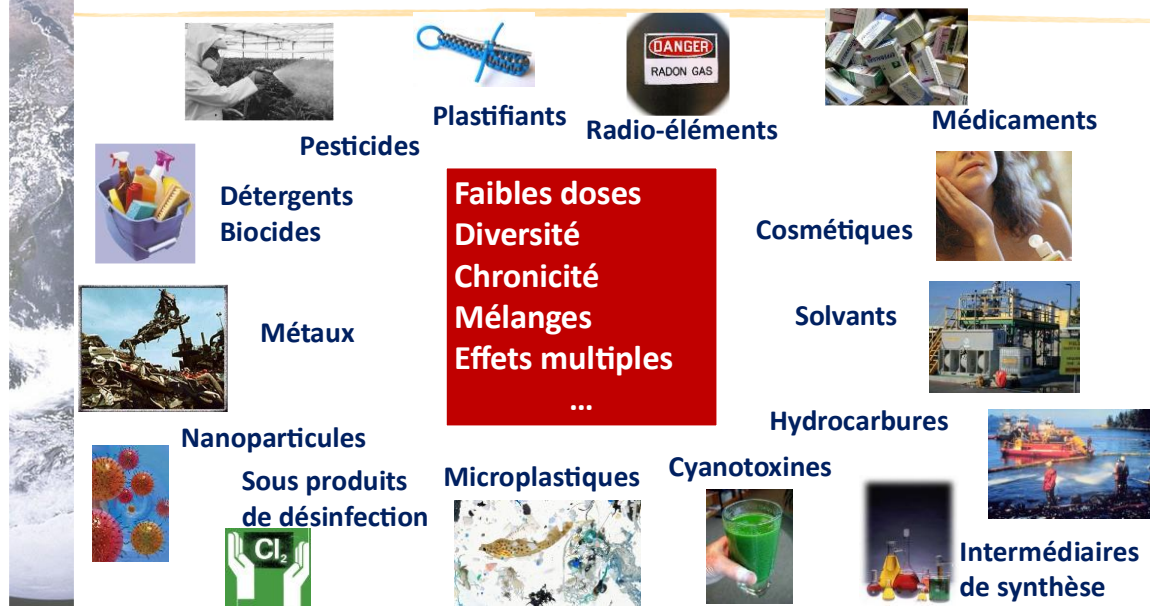 DANGER
RADON GAS
Plastifiants
Radio-éléments
Médicaments
Pesticides
Détergents
Biocides
Faibles doses
Diversité
Chronicité
Mélanges
Effets multiples
...
Cosmétiques
Métaux
Solvants
Nanoparticules
Hydrocarbures
Sous produits
de désinfection
Microplastiques
Cyanotoxines
Cl₂
Intermédiaires
de synthèse